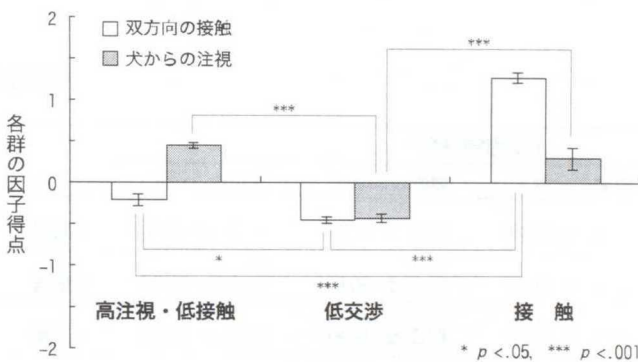 2
双方向の接触
犬からの注視
***
***
1
各群の因子得点
0
*
***
-1
***
高注視・低接触
低交渉
接 触
-2
* p <.05, *** p <.001